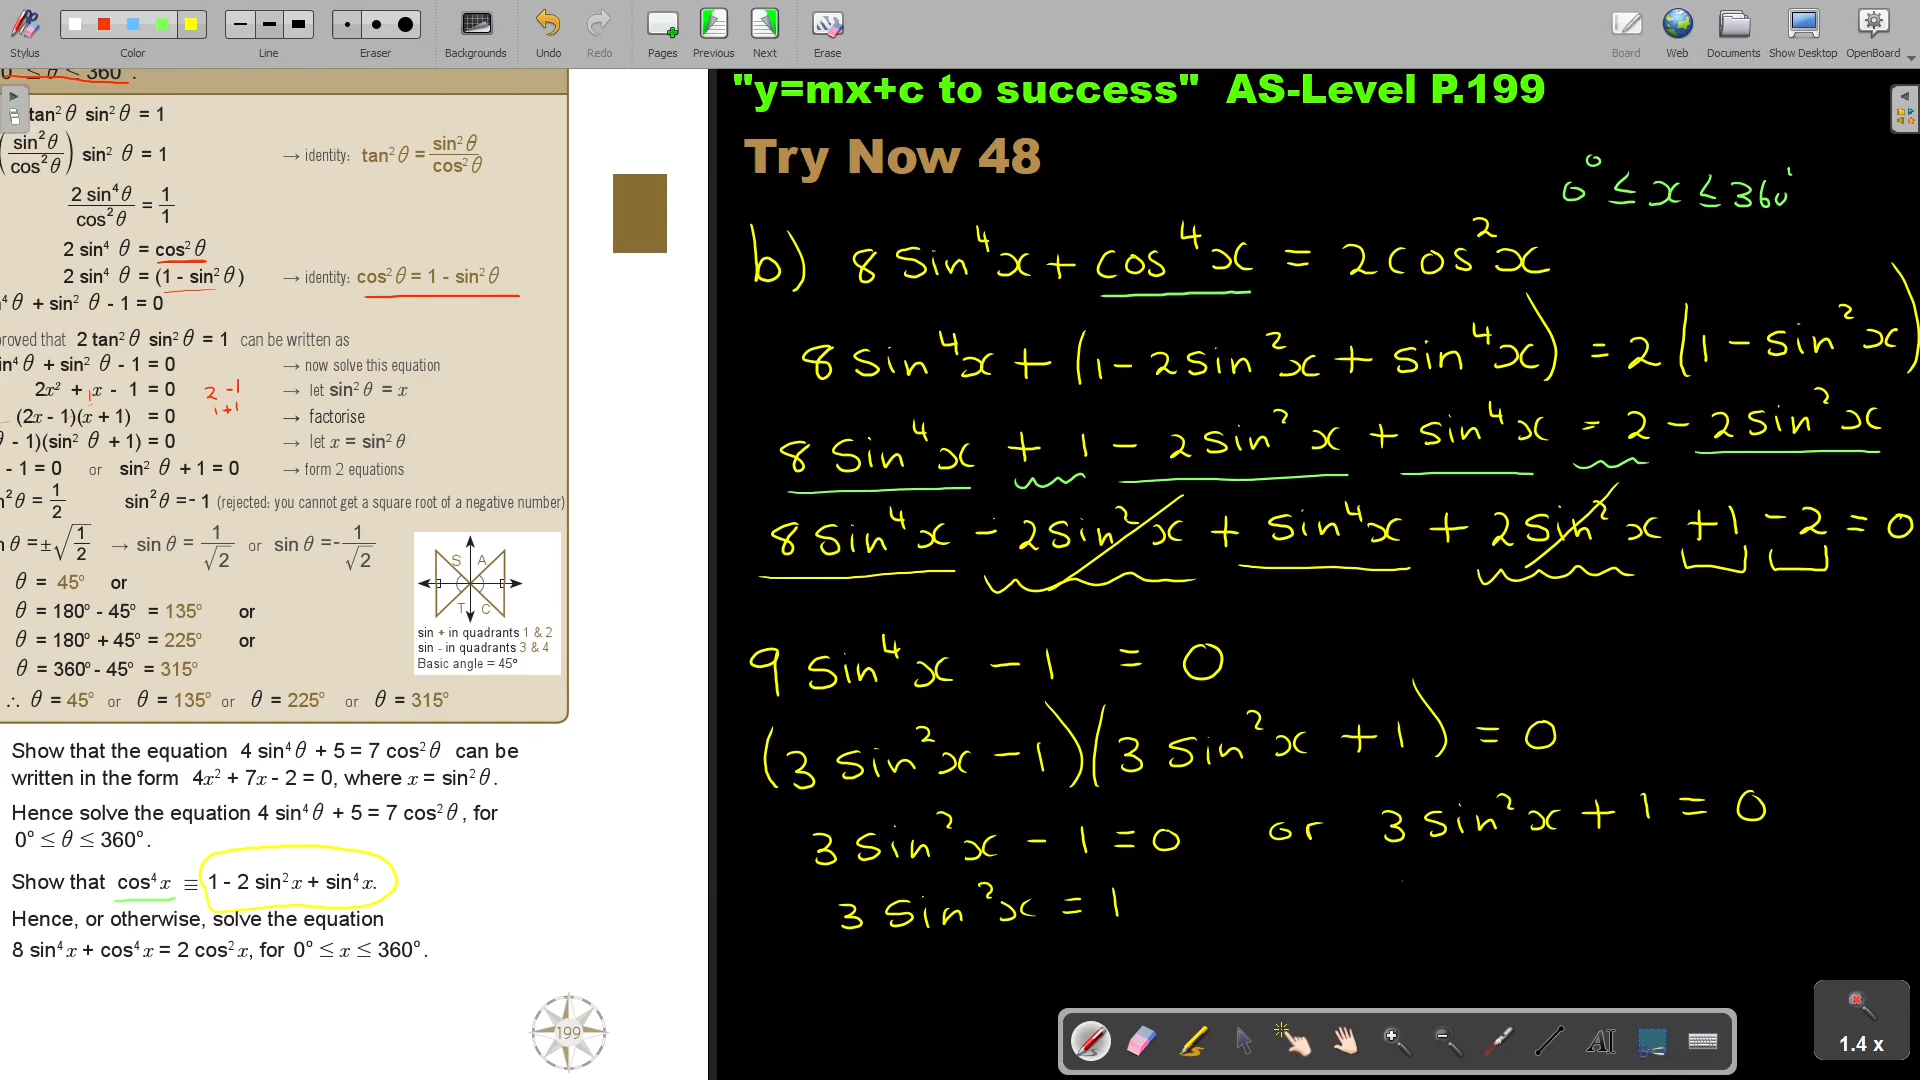 Stylus Color Line Eraser Backgrounds Undo Redo Pages Previous Next Erase Board Web Documents Show Desktop OpenBoard
0 ≤ θ ≤ 360 .
tan²θ sin²θ = 1
(sin²θ/cos²θ) sin² θ = 1 → identity: tan²θ = sin²θ/cos²θ
2 sin⁴θ/cos²θ = 1/1
2 sin⁴ θ = cos²θ
2 sin⁴ θ = (1 - sin²θ) → identity: cos²θ = 1 - sin²θ
⁴θ + sin² θ - 1 = 0
roved that 2 tan²θ sin²θ = 1 can be written as
in⁴θ + sin² θ - 1 = 0 → now solve this equation
2x² + 1x - 1 = 0 2 -1 → let sin²θ = x
1 +1
(2x - 1)(x + 1) = 0 → factorise
θ - 1)(sin² θ + 1) = 0 → let x = sin²θ
- 1 = 0 or sin² θ + 1 = 0 → form 2 equations
n²θ = 1/2 sin²θ = - 1 (rejected: you cannot get a square root of a negative number)
n θ = ±√1/2 → sin θ = 1/√2 or sin θ = -1/√2
θ = 45° or
θ = 180° - 45° = 135° or
θ = 180° + 45° = 225° or
θ = 360° - 45° = 315°
∴ θ = 45° or θ = 135° or θ = 225° or θ = 315°
S A
T C
sin + in quadrants 1 & 2
sin - in quadrants 3 & 4
Basic angle = 45°
Show that the equation 4 sin⁴θ + 5 = 7 cos²θ can be
written in the form 4x² + 7x - 2 = 0, where x = sin²θ.
Hence solve the equation 4 sin⁴θ + 5 = 7 cos²θ, for
0° ≤ θ ≤ 360°.
Show that cos⁴x ≡ 1 - 2 sin²x + sin⁴x.
Hence, or otherwise, solve the equation
8 sin⁴x + cos⁴x = 2 cos²x, for 0° ≤ x ≤ 360°.
199
"y=mx+c to success" AS-Level P.199
Try Now 48
0° ≤ x ≤ 360°
b) 8 sin⁴x + cos⁴x = 2cos²x
8 sin⁴x + (1 - 2sin²x + sin⁴x) = 2(1 - sin²x)
8 sin⁴x + 1 - 2sin²x + sin⁴x = 2 - 2sin²x
8 sin⁴x - 2sin²x + sin⁴x + 2sin²x +1 -2 = 0
9 sin⁴x - 1 = 0
(3 sin²x - 1)(3 sin²x + 1) = 0
3 sin²x - 1 = 0 or 3 sin²x + 1 = 0
3 sin²x = 1
AI
1.4 x